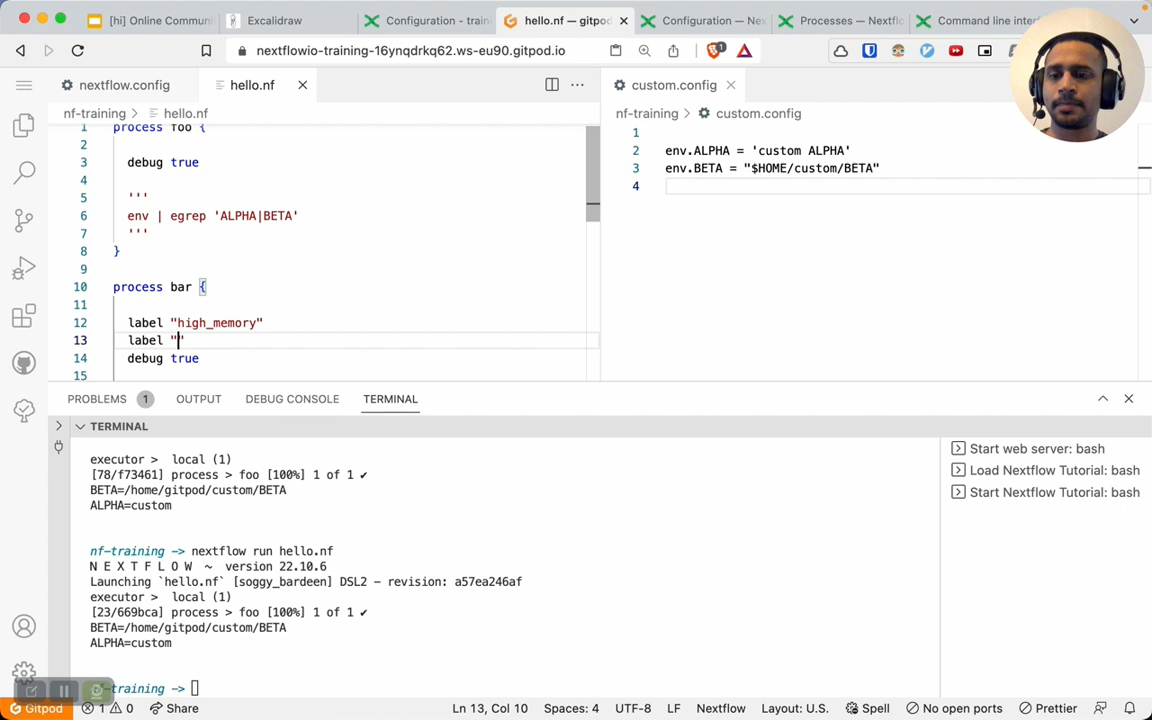 [hi] Online Communi
Excalidraw
Configuration - train
hello.nf — gitpod
Configuration — Nex
Processes — Nextflo
Command line inter
nextflowio-training-16ynqdrkq62.ws-eu90.gitpod.io
1
nextflow.config
hello.nf
custom.config
nf-training > hello.nf
nf-training > custom.config
1 process foo {
2
3 debug true
4
5 '''
6 env | egrep 'ALPHA|BETA'
7 '''
8 }
9
10 process bar {
11
12 label "high_memory"
13 label ""
14 debug true
15
1
2 env.ALPHA = 'custom ALPHA'
3 env.BETA = "$HOME/custom/BETA"
4
PROBLEMS 1 OUTPUT DEBUG CONSOLE TERMINAL
TERMINAL
executor > local (1)
[78/f73461] process > foo [100%] 1 of 1 ✔
BETA=/home/gitpod/custom/BETA
ALPHA=custom
nf-training -> nextflow run hello.nf
N E X T F L O W ~ version 22.10.6
Launching `hello.nf` [soggy_bardeen] DSL2 - revision: a57ea246af
executor > local (1)
[23/669bca] process > foo [100%] 1 of 1 ✔
BETA=/home/gitpod/custom/BETA
ALPHA=custom
nf-training ->
Start web server: bash
Load Nextflow Tutorial: bash
Start Nextflow Tutorial: bash
Gitpod 1 0 Share Ln 13, Col 10 Spaces: 4 UTF-8 LF Nextflow Layout: U.S. Spell No open ports Prettier